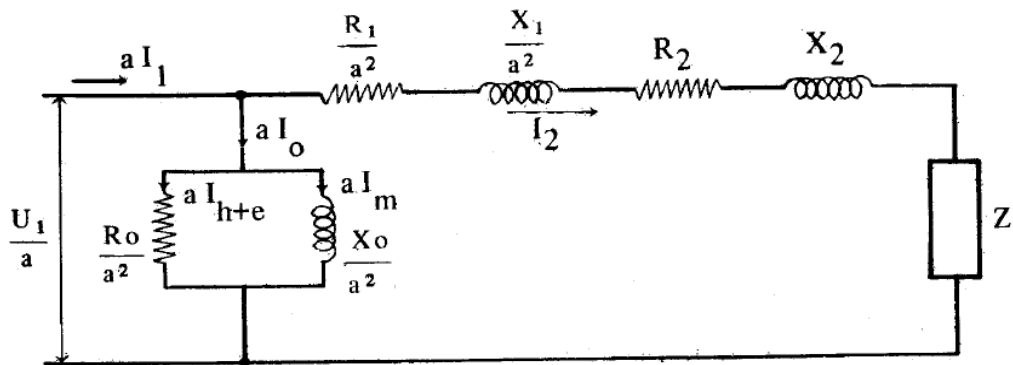 a I₁
R₁
a²
X₁
a²
R₂
X₂
I₂
a Iₒ
a Iₕ₊ₑ
a Iₘ
U₁
a
Ro
a²
Xo
a²
Z